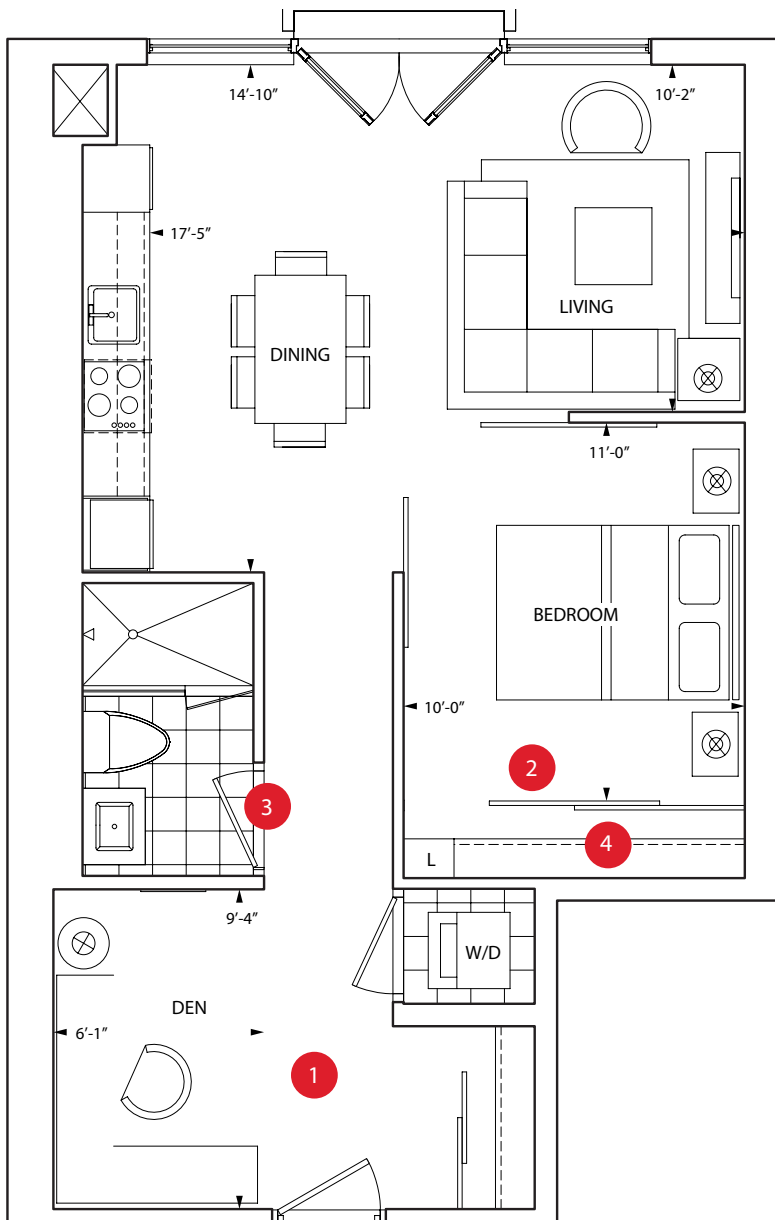 14’-10”
10’-2”
17’-5”
LIVING
DINING
11’-0”
BEDROOM
10’-0”
2
3
4
L
9’-4”
W/D
DEN
6’-1”
1